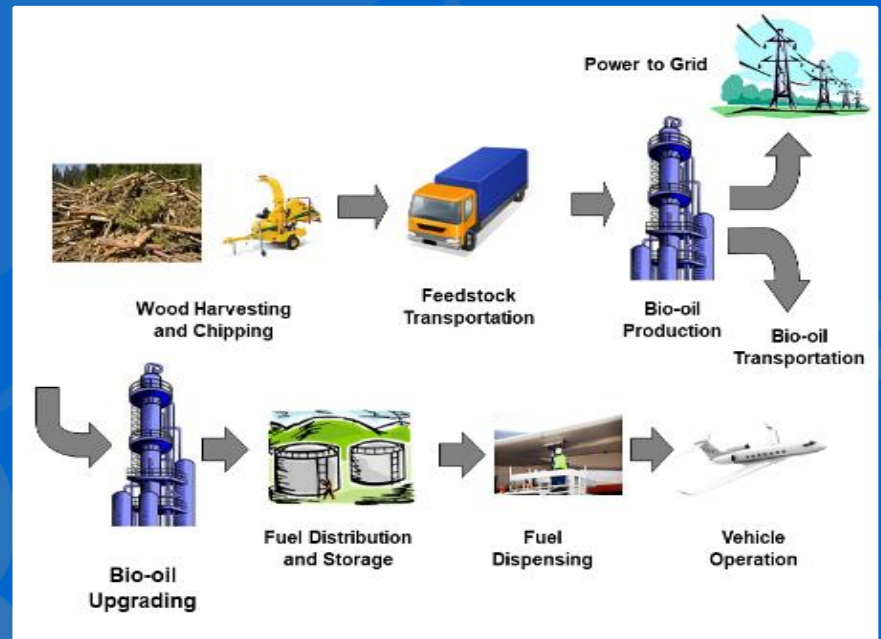 Power to Grid
Wood Harvesting
and Chipping
Feedstock
Transportation
Bio-oil
Production
Bio-oil
Transportation
Bio-oil
Upgrading
Fuel Distribution
and Storage
Fuel
Dispensing
Vehicle
Operation